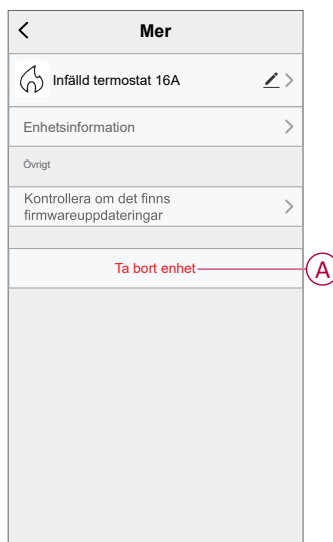 Mer
Infälld termostat 16A
Enhetsinformation
Övrigt
Kontrollera om det finns
firmwareuppdateringar
Ta bort enhet
A